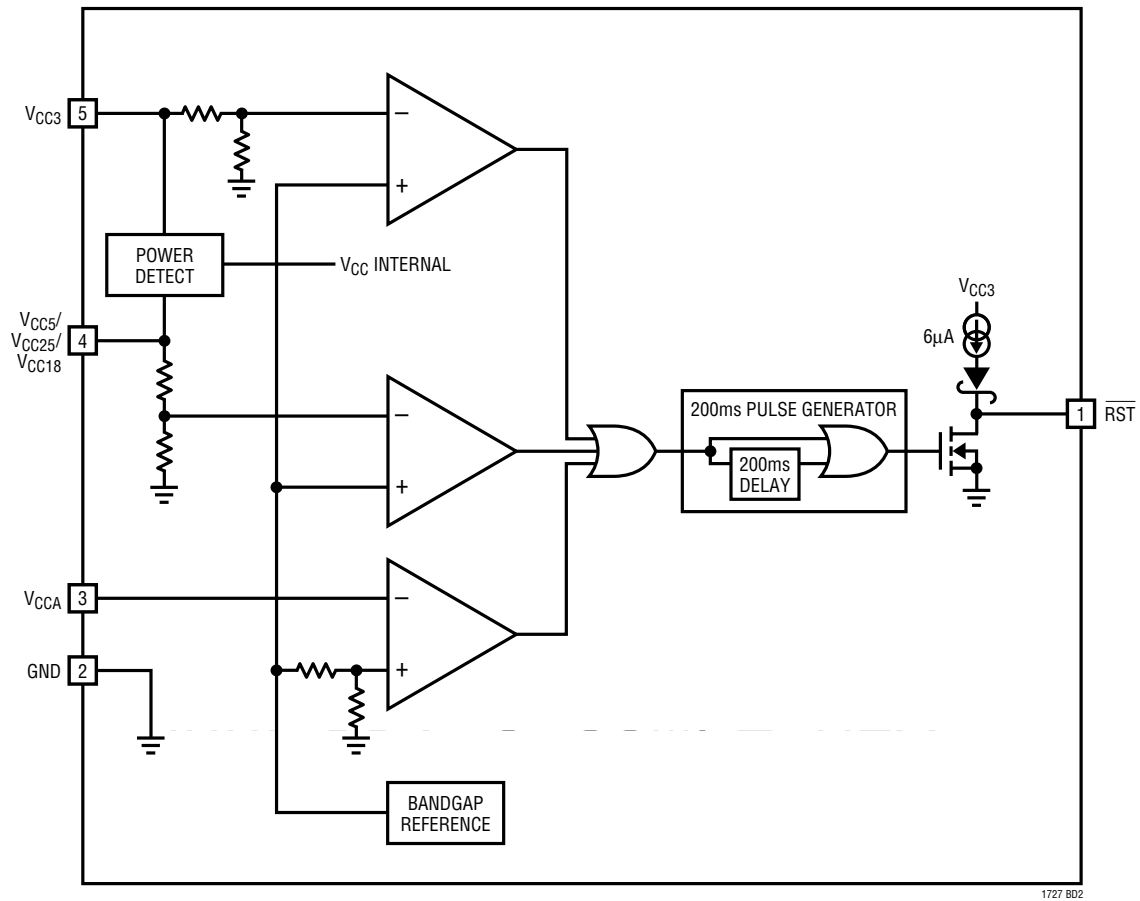 VCC3
5
−
+
POWER
DETECT
VCC INTERNAL
VCC5/
VCC25/
VCC18
4
−
+
VCC3
6μA
200ms PULSE GENERATOR
200ms
DELAY
1
RST
VCCA
3
−
+
GND
2
BANDGAP
REFERENCE
1727 BD2